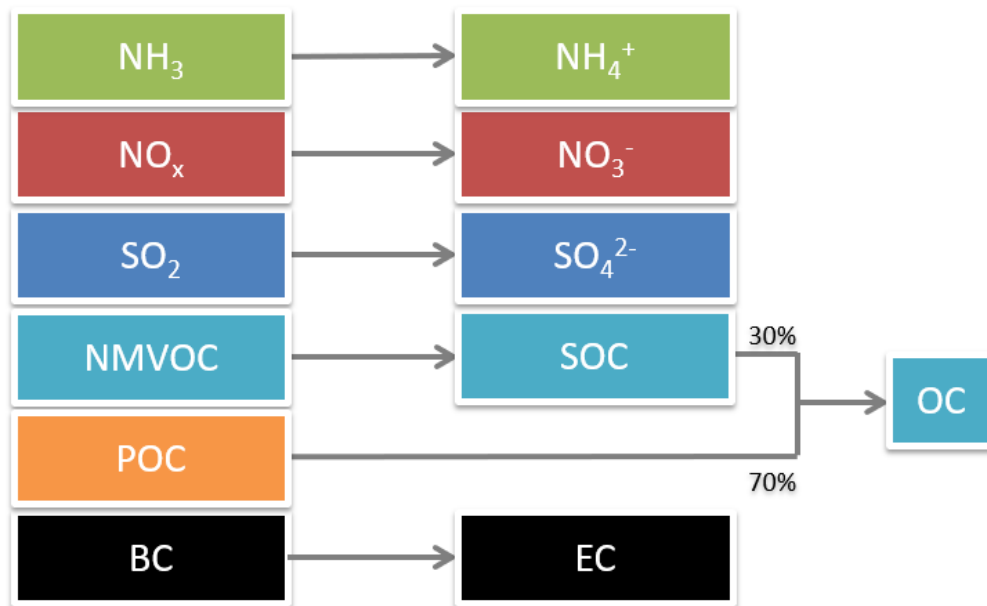 NH₃
NH₄⁺
NOₓ
NO₃⁻
SO₂
SO₄²⁻
NMVOC
SOC
30%
OC
POC
70%
BC
EC